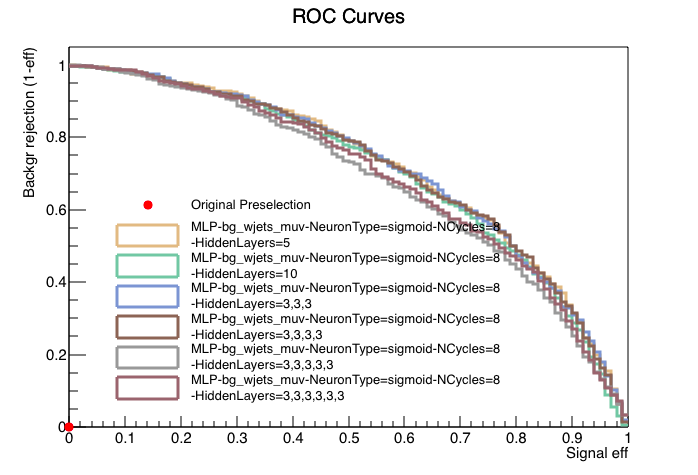 ROC Curves
Backgr rejection (1-eff)
1
0.8
0.6
0.4
0.2
0
Original Preselection
MLP-bg_wjets_muv-NeuronType=sigmoid-NCycles=8
-HiddenLayers=5
MLP-bg_wjets_muv-NeuronType=sigmoid-NCycles=8
-HiddenLayers=10
MLP-bg_wjets_muv-NeuronType=sigmoid-NCycles=8
-HiddenLayers=3,3,3
MLP-bg_wjets_muv-NeuronType=sigmoid-NCycles=8
-HiddenLayers=3,3,3,3
MLP-bg_wjets_muv-NeuronType=sigmoid-NCycles=8
-HiddenLayers=3,3,3,3,3
MLP-bg_wjets_muv-NeuronType=sigmoid-NCycles=8
-HiddenLayers=3,3,3,3,3,3
0 0.1 0.2 0.3 0.4 0.5 0.6 0.7 0.8 0.9 1
Signal eff